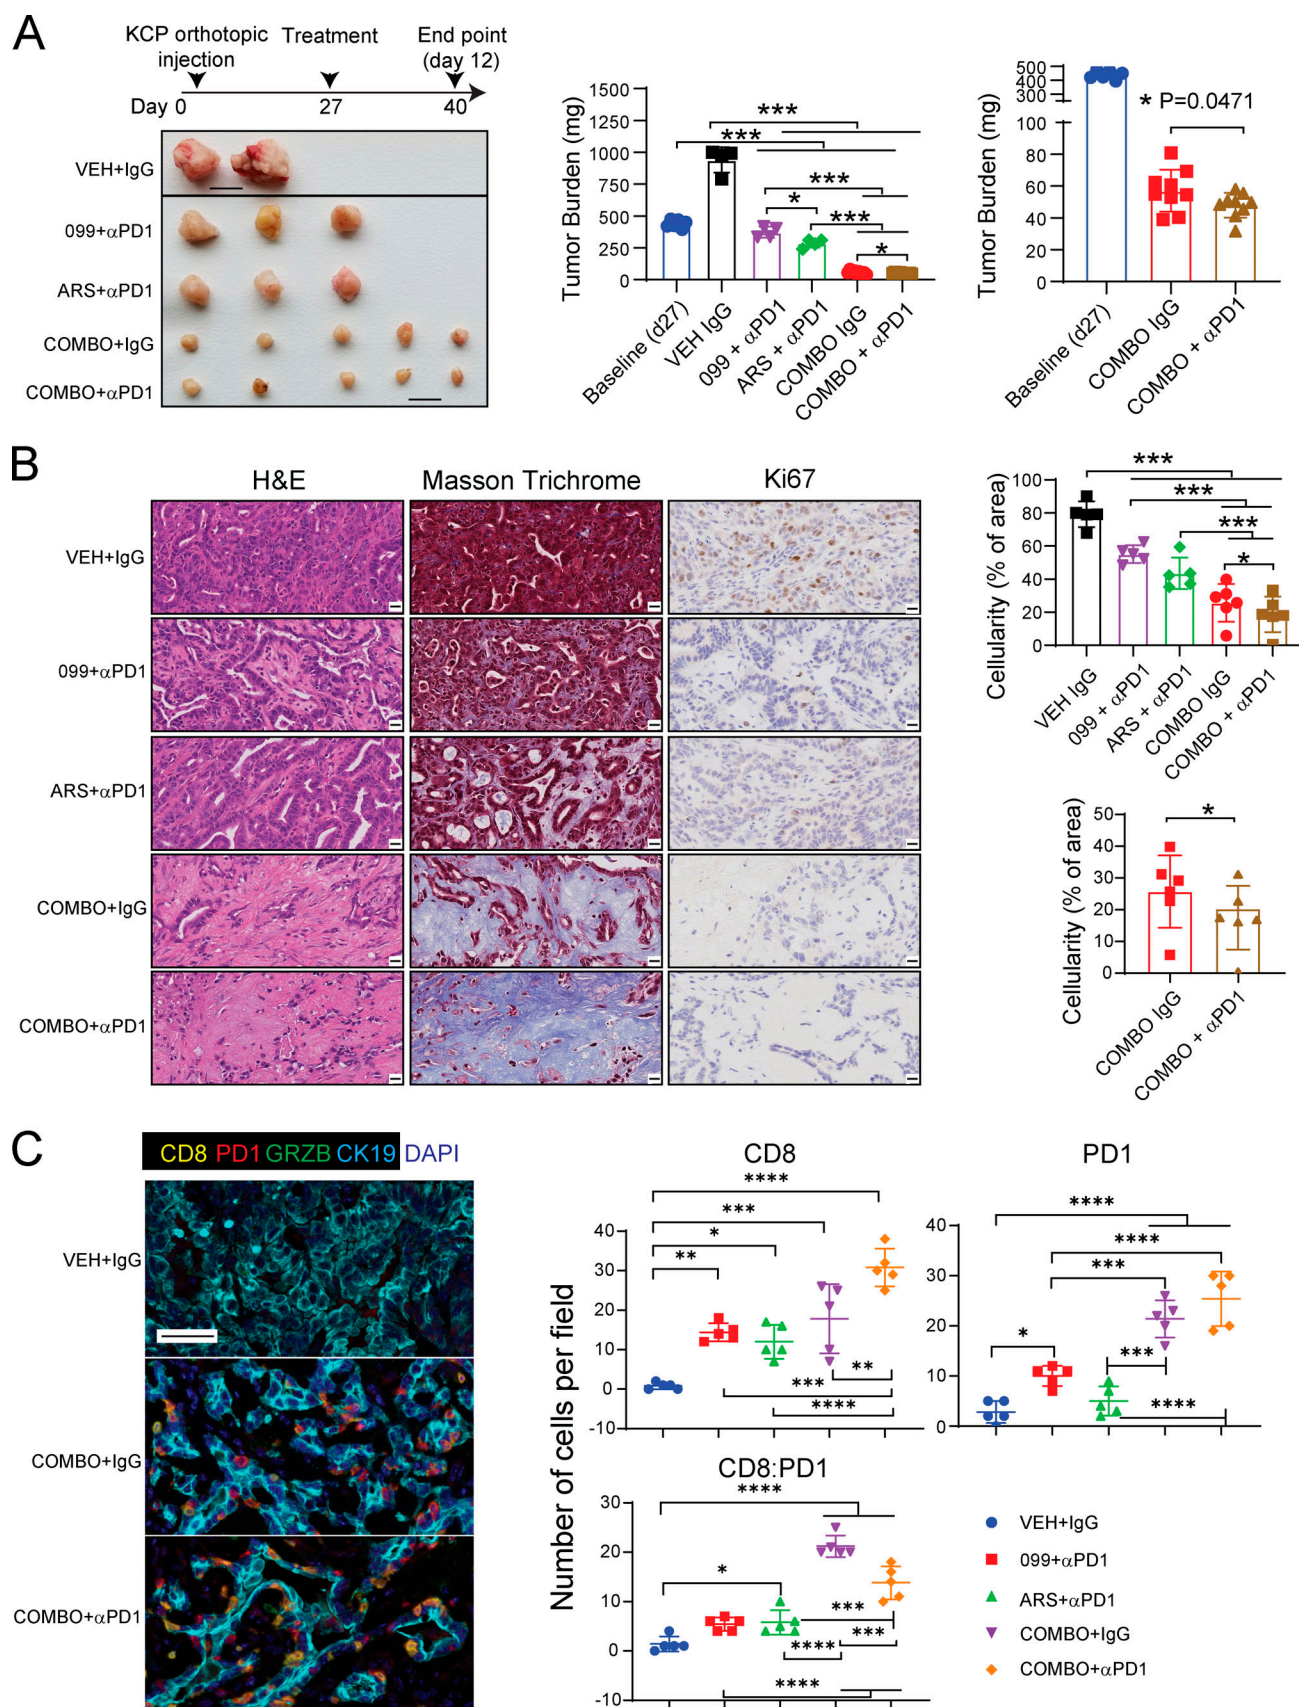 A
KCP orthotopic injection
Treatment
End point (day 12)
Day 0 27 40
VEH+IgG
099+αPD1
ARS+αPD1
COMBO+IgG
COMBO+αPD1
Tumor Burden (mg)
1500
1250
1000
750
500
250
0
***
***
***
*
***
*
Baseline (d27)
VEH IgG
099 + αPD1
ARS + αPD1
COMBO IgG
COMBO + αPD1
Tumor Burden (mg)
500
400
300
100
80
60
40
20
0
* P=0.0471
Baseline (d27)
COMBO IgG
COMBO + αPD1
B
H&E
Masson Trichrome
Ki67
VEH+IgG
099+αPD1
ARS+αPD1
COMBO+IgG
COMBO+αPD1
Cellularity (% of area)
100
80
60
40
20
0
***
***
***
*
VEH IgG
099 + αPD1
ARS + αPD1
COMBO IgG
COMBO + αPD1
Cellularity (% of area)
50
40
30
20
10
0
*
COMBO IgG
COMBO + αPD1
C
CD8 PD1 GRZB CK19 DAPI
VEH+IgG
COMBO+IgG
COMBO+αPD1
Number of cells per field
CD8
****
***
*
**
40
30
20
10
0
-10
**
***
****
PD1
****
****
***
*
***
****
40
30
20
10
0
CD8:PD1
****
30
20
10
0
-10
*
***
***
****
****
VEH+IgG
099+αPD1
ARS+αPD1
COMBO+IgG
COMBO+αPD1